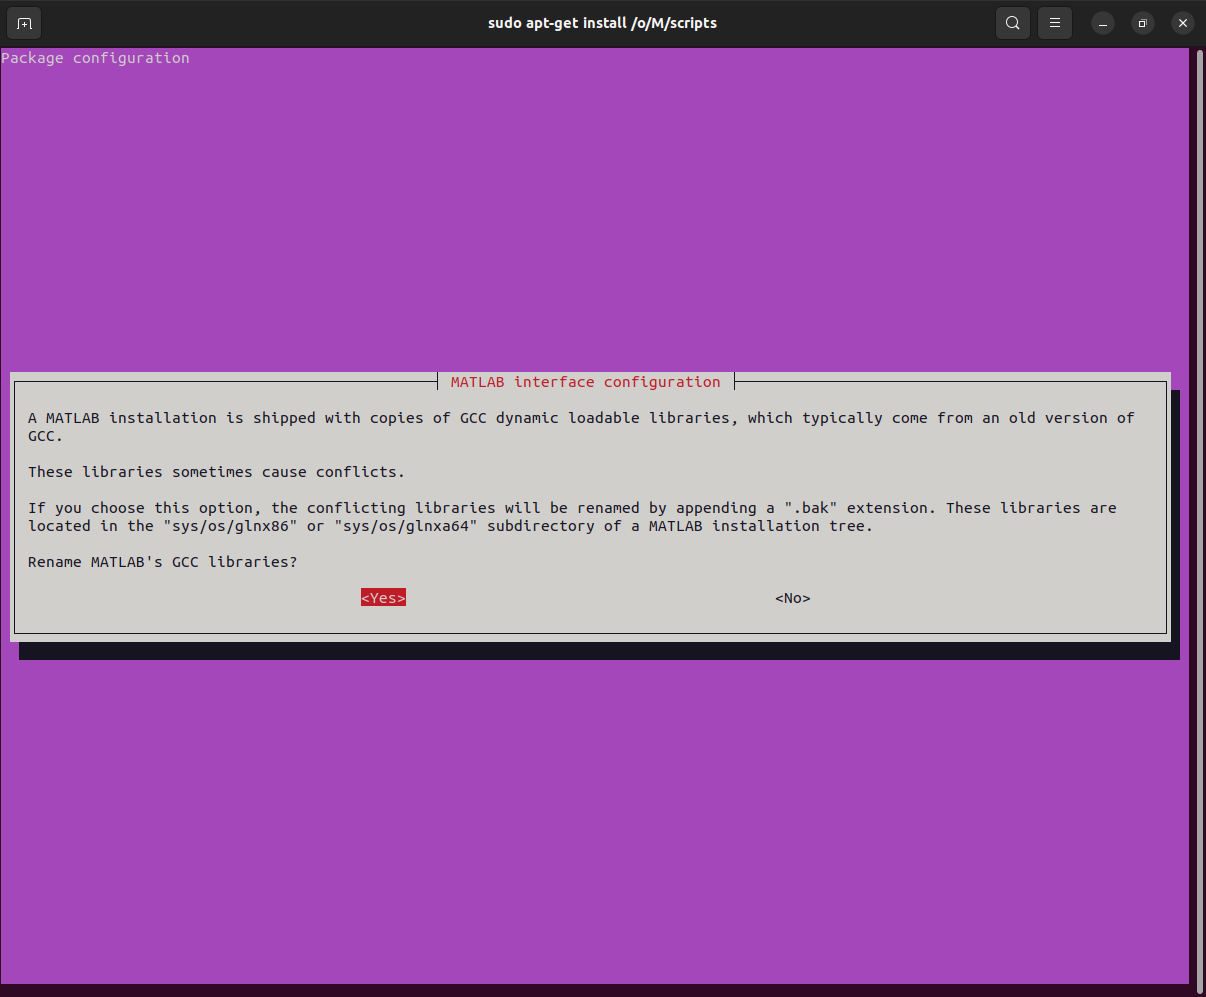 sudo apt-get install /o/M/scripts
Package configuration
MATLAB interface configuration
A MATLAB installation is shipped with copies of GCC dynamic loadable libraries, which typically come from an old version of
GCC.
These libraries sometimes cause conflicts.
If you choose this option, the conflicting libraries will be renamed by appending a ".bak" extension. These libraries are
located in the "sys/os/glnx86" or "sys/os/glnxa64" subdirectory of a MATLAB installation tree.
Rename MATLAB's GCC libraries?
<Yes> <No>